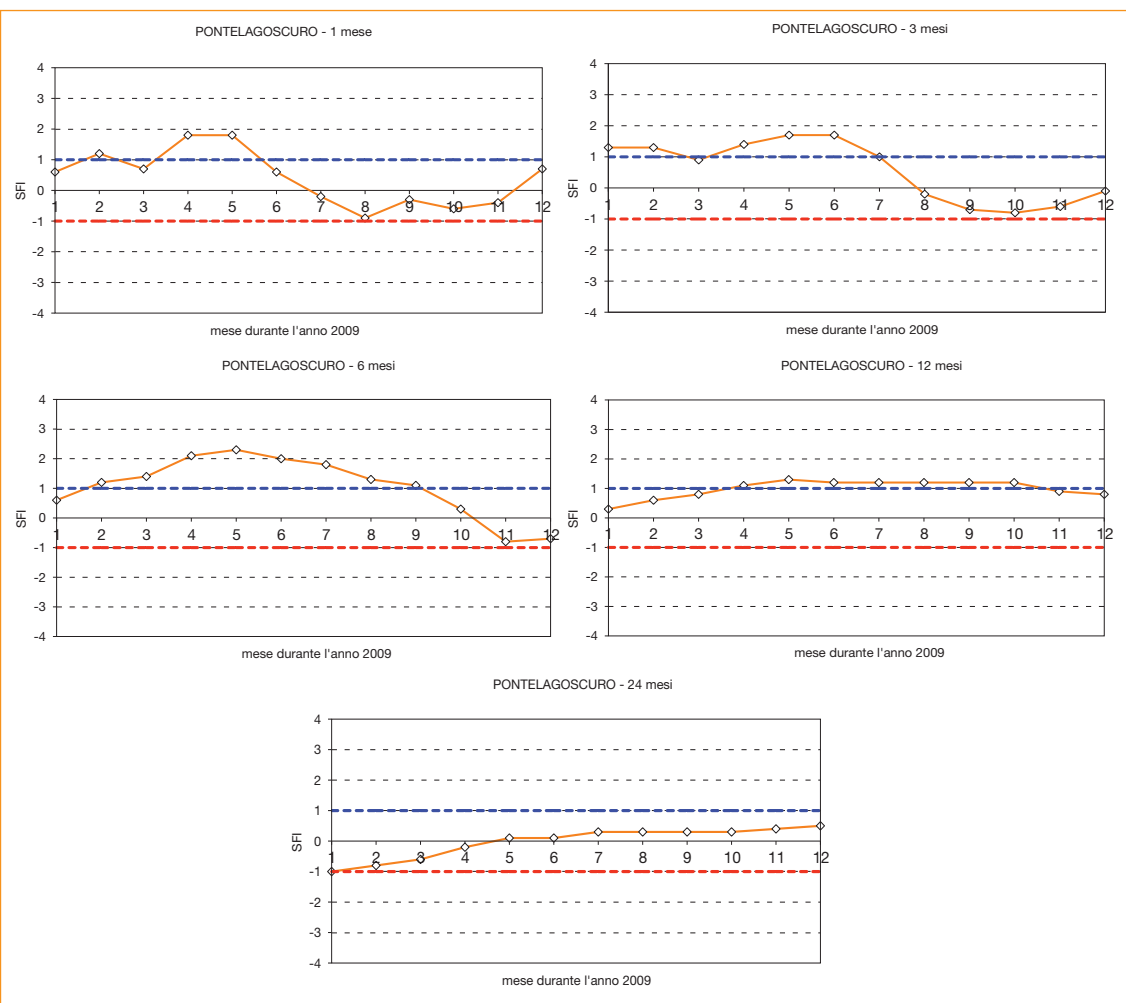 PONTELAGOSCURO - 1 mese
4
3
2
1
0
-1
-2
-3
-4
SFI
1 2 3 4 5 6 7 8 9 10 11 12
mese durante l'anno 2009
PONTELAGOSCURO - 3 mesi
4
3
2
1
0
-1
-2
-3
-4
SFI
1 2 3 4 5 6 7 8 9 10 11 12
mese durante l'anno 2009
PONTELAGOSCURO - 6 mesi
4
3
2
1
0
-1
-2
-3
-4
SFI
1 2 3 4 5 6 7 8 9 10 11 12
mese durante l'anno 2009
PONTELAGOSCURO - 12 mesi
4
3
2
1
0
-1
-2
-3
-4
SFI
1 2 3 4 5 6 7 8 9 10 11 12
mese durante l'anno 2009
PONTELAGOSCURO - 24 mesi
4
3
2
1
0
-1
-2
-3
-4
SFI
1 2 3 4 5 6 7 8 9 10 11 12
mese durante l'anno 2009